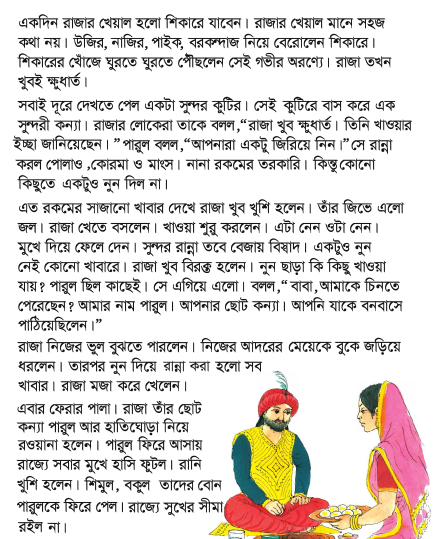 একদিন রাজার খেয়াল হলো শিকারে যাবেন। রাজার খেয়াল মানে সহজ
কথা নয়। উজির, নাজির, পাইক, বরকন্দাজ নিয়ে বেরোলেন শিকারে।
শিকারের খোঁজে ঘুরতে ঘুরতে পৌঁছলেন সেই গভীর অরণ্যে। রাজা তখন
খুবই ক্ষুধার্ত।
সবাই দূরে দেখতে পেল একটা সুন্দর কুটির। সেই কুটিরে বাস করে এক
সুন্দরী কন্যা। রাজার লোকেরা তাকে বলল,“রাজা খুব ক্ষুধার্ত। তিনি খাওয়ার
ইচ্ছা জানিয়েছেন। ” পারুল বলল,“আপনারা একটু জিরিয়ে নিন।”সে রান্না
করল পোলাও ,কোরমা ও মাংস। নানা রকমের তরকারি। কিন্তু কোনো
কিছুতে একটুও নুন দিল না।
এত রকমের সাজানো খাবার দেখে রাজা খুব খুশি হলেন। তাঁর জিভে এলো
জল। রাজা খেতে বসলেন। খাওয়া শুরু করলেন। এটা নেন ওটা নেন।
মুখে দিয়ে ফেলে দেন। সুন্দর রান্না তবে বেজায় বিস্বাদ। একটুও নুন
নেই কোনো খাবারে। রাজা খুব বিরক্ত হলেন। নুন ছাড়া কি কিছু খাওয়া
যায়? পারুল ছিল কাছেই। সে এগিয়ে এলো। বলল,“ বাবা,আমাকে চিনতে
পেরেছেন? আমার নাম পারুল। আপনার ছোট কন্যা। আপনি যাকে বনবাসে
পাঠিয়েছিলেন।”
রাজা নিজের ভুল বুঝতে পারলেন। নিজের আদরের মেয়েকে বুকে জড়িয়ে
ধরলেন। তারপর নুন দিয়ে রান্না করা হলো সব
খাবার। রাজা মজা করে খেলেন।
এবার ফেরার পালা। রাজা তাঁর ছোট
কন্যা পারুল আর হাতিঘোড়া নিয়ে
রওয়ানা হলেন। পারুল ফিরে আসায়
রাজ্যে সবার মুখে হাসি ফুটল। রানি
খুশি হলেন। শিমুল, বকুল তাদের বোন
পারুলকে ফিরে পেল। রাজ্যে সুখের সীমা
রইল না।